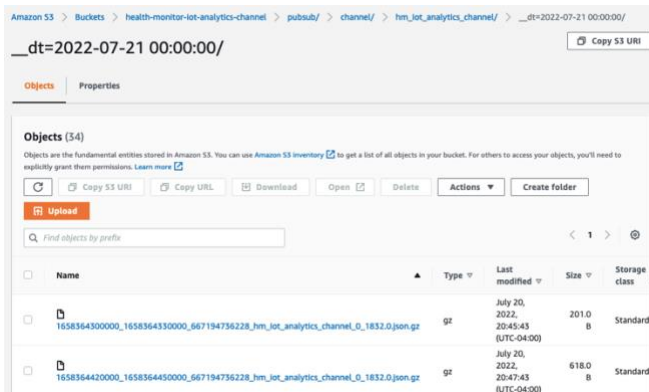 Amazon S3 > Buckets > health-monitor-iot-analytics-channel > pubsub/ > channel/ > hm_iot_analytics_channel/ > __dt=2022-07-21 00:00:00/
__dt=2022-07-21 00:00:00/
Copy S3 URI
Objects Properties
Objects (34)
Objects are the fundamental entities stored in Amazon S3. You can use Amazon S3 inventory to get a list of all objects in your bucket. For others to access your objects, you'll need to
explicitly grant them permissions. Learn more
Copy S3 URI Copy URL Download Open Delete Actions Create folder
Upload
Find objects by prefix
1
Name Type Last modified Size Storage class
1658364300000_1658364330000_667194736228_hm_iot_analytics_channel_0_1832.0.json.gz
gz
July 20,
2022,
20:45:43
(UTC-04:00)
201.0
B
Standard
1658364420000_1658364450000_667194736228_hm_iot_analytics_channel_0_1832.0.json.gz
gz
July 20,
2022,
20:47:43
(UTC-04:00)
618.0
B
Standard